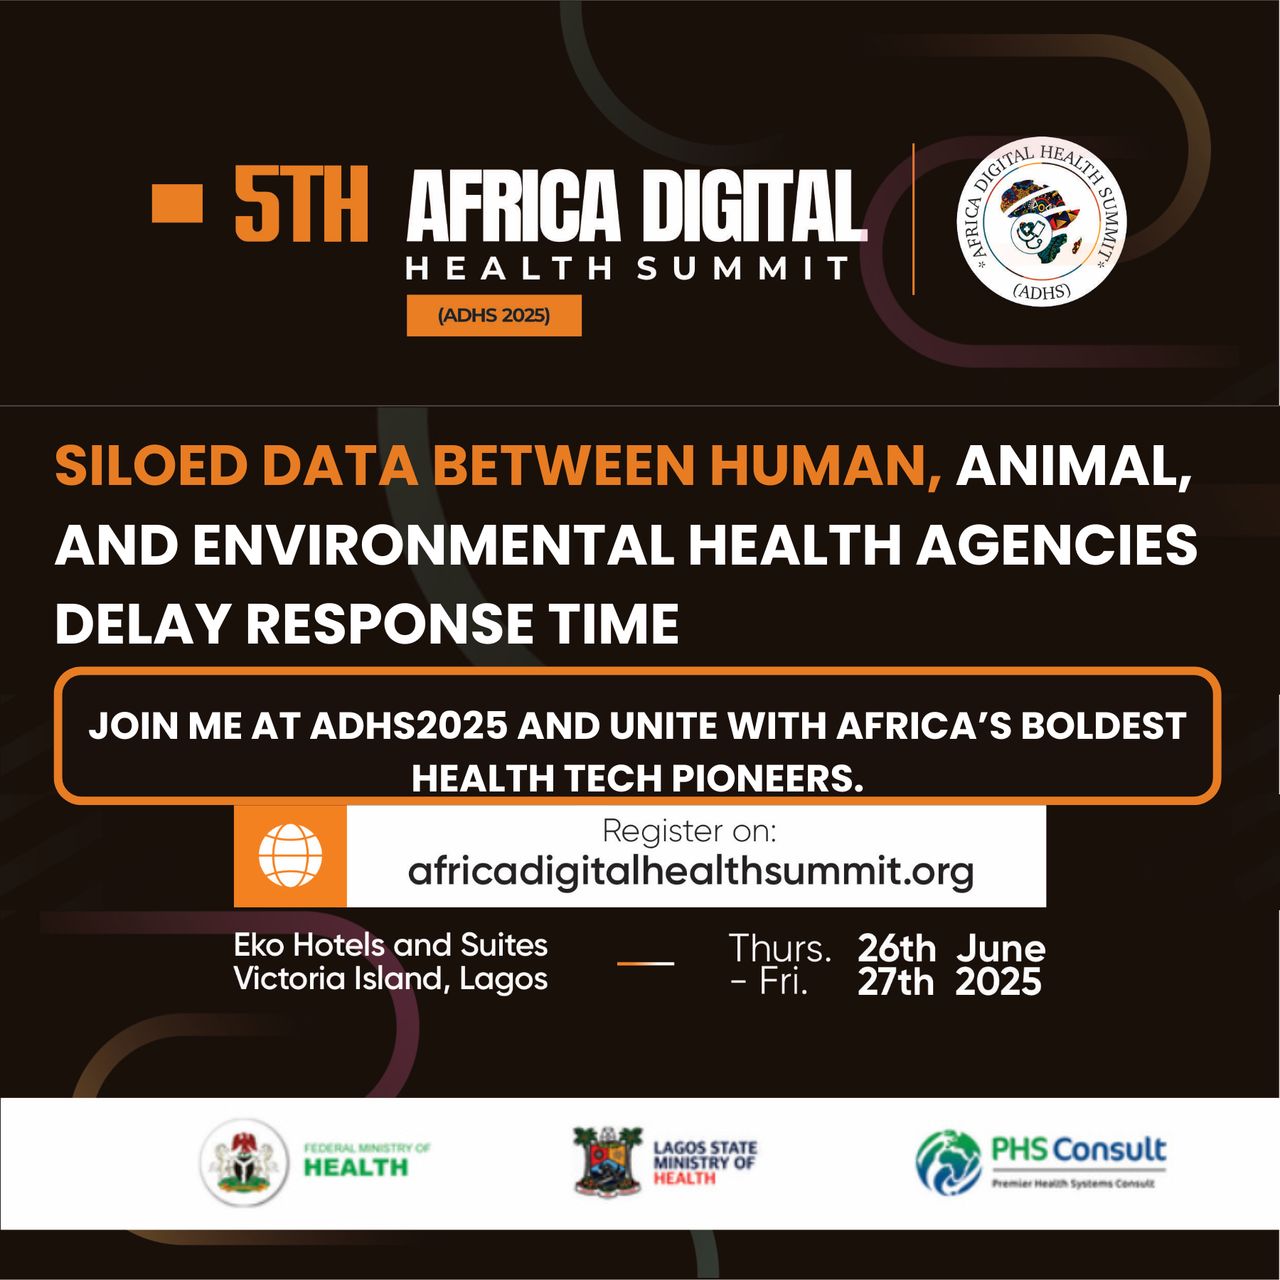 5TH AFRICA DIGITAL
HEALTH SUMMIT
(ADHS 2025)
AFRICA DIGITAL HEALTH SUMMIT
(ADHS)
SILOED DATA BETWEEN HUMAN, ANIMAL,
AND ENVIRONMENTAL HEALTH AGENCIES
DELAY RESPONSE TIME
JOIN ME AT ADHS2025 AND UNITE WITH AFRICA’S BOLDEST
HEALTH TECH PIONEERS.
Register on:
africadigitalhealthsummit.org
Eko Hotels and Suites
Victoria Island, Lagos
Thurs. 26th June
- Fri. 27th 2025
FEDERAL MINISTRY OF
HEALTH
LAGOS STATE
MINISTRY OF
HEALTH
PHS Consult
Premier Health Systems Consult